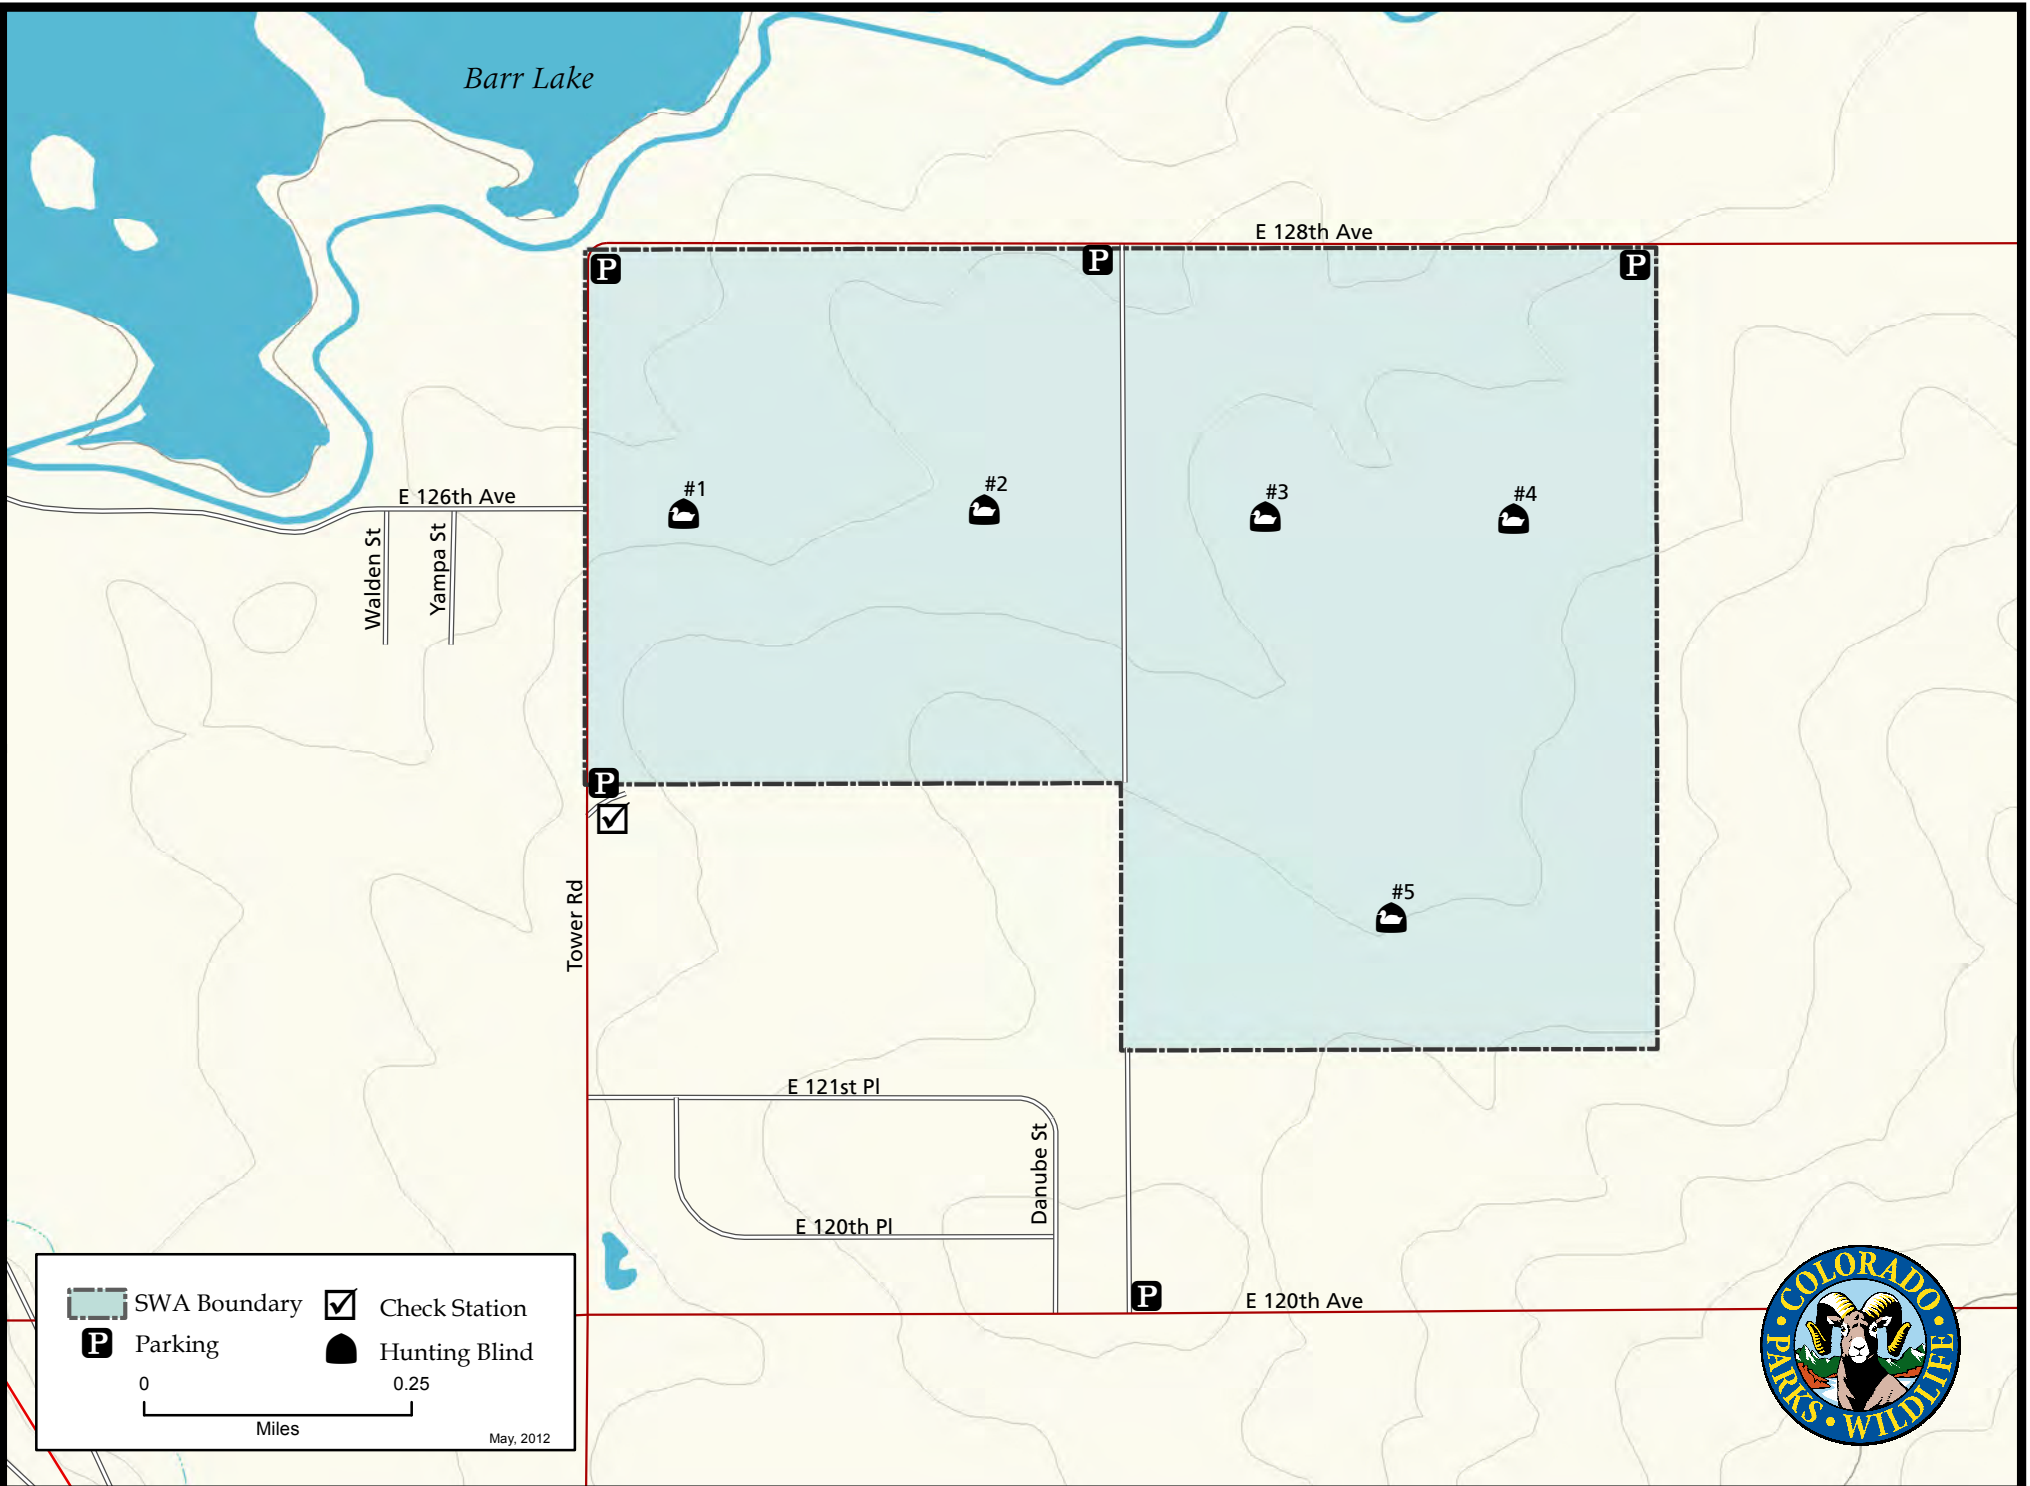 Barr Lake
E 128th Ave
P
P
P
#1
#2
#3
#4
E 126th Ave
Walden St
Yampa St
P
Tower Rd
#5
E 121st Pl
Danube St
E 120th Pl
P
E 120th Ave
SWA Boundary
Check Station
P Parking
Hunting Blind
0 0.25
Miles
May, 2012
COLORADO
PARKS • WILDLIFE